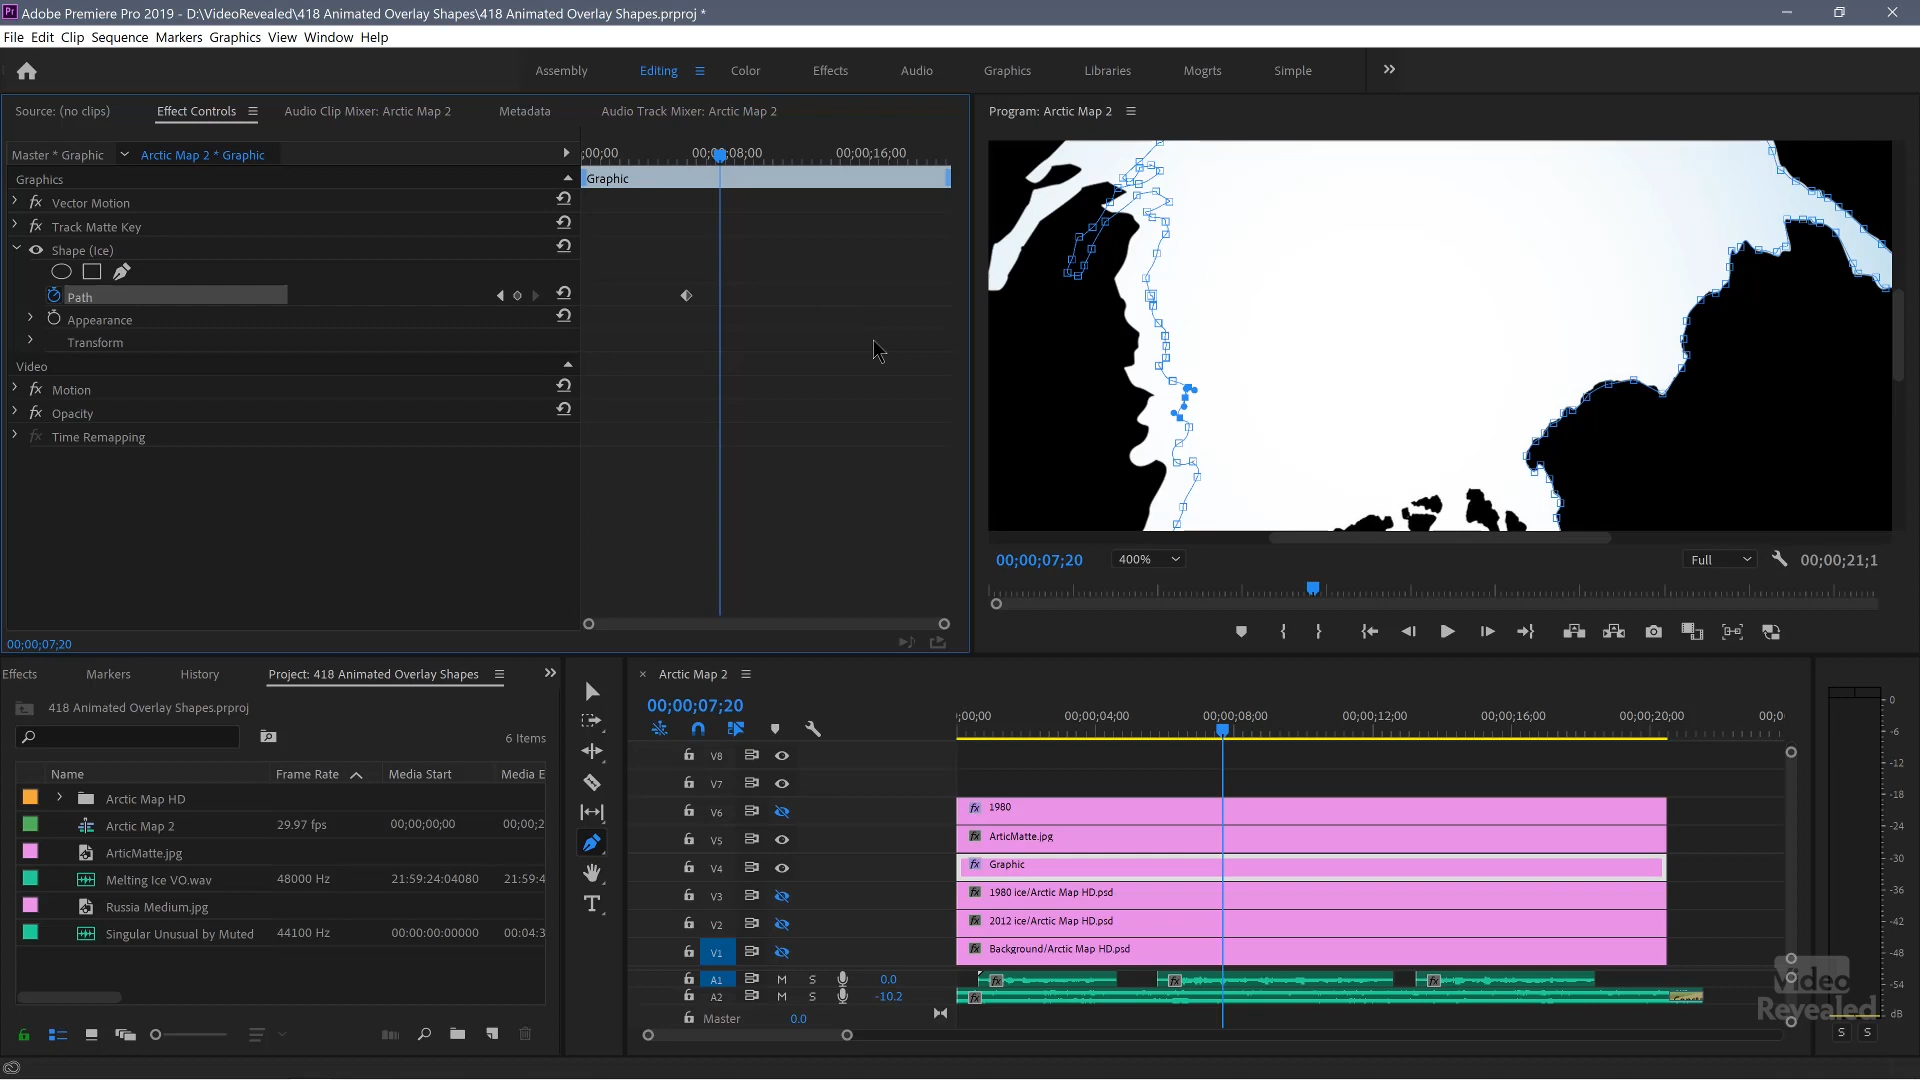 Pr Adobe Premiere Pro 2019 - D:\VideoRevealed\418 Animated Overlay Shapes\418 Animated Overlay Shapes.prproj *
File Edit Clip Sequence Markers Graphics View Window Help
Assembly Editing Color Effects Audio Graphics Libraries Mogrts Simple
Source: (no clips) Effect Controls Audio Clip Mixer: Arctic Map 2 Metadata Audio Track Mixer: Arctic Map 2
Master * Graphic Arctic Map 2 * Graphic
;00;00 00;00;08;00 00;00;16;00
Graphics
Graphic
fx Vector Motion
fx Track Matte Key
Shape (Ice)
Path
Appearance
Transform
Video
fx Motion
fx Opacity
fx Time Remapping
00;00;07;20
Program: Arctic Map 2
00;00;07;20 400% Full 00;00;21;1
Effects Markers History Project: 418 Animated Overlay Shapes
418 Animated Overlay Shapes.prproj
6 Items
Name Frame Rate Media Start Media E
Arctic Map HD
Arctic Map 2 29.97 fps 00;00;00;00 00;00;2
ArticMatte.jpg
Melting Ice VO.wav 48000 Hz 21:59:24:04080 21:59:4
Russia Medium.jpg
Singular Unusual by Muted 44100 Hz 00:00:00:00000 00:04:3
Arctic Map 2
00;00;07;20
;00;00 00;00;04;00 00;00;08;00 00;00;12;00 00;00;16;00 00;00;20;00 00;0
V8
V7
V6 fx 1980
V5 fx ArticMatte.jpg
V4 fx Graphic
V3 fx 1980 ice/Arctic Map HD.psd
V2 fx 2012 ice/Arctic Map HD.psd
V1 fx Background/Arctic Map HD.psd
A1 M S 0.0 fx fx fx
A2 M S -10.2 fx
Master 0.0
0
-6
-12
-18
-24
-30
-36
-42
-48
-54
dB
S S
Video
Revealed